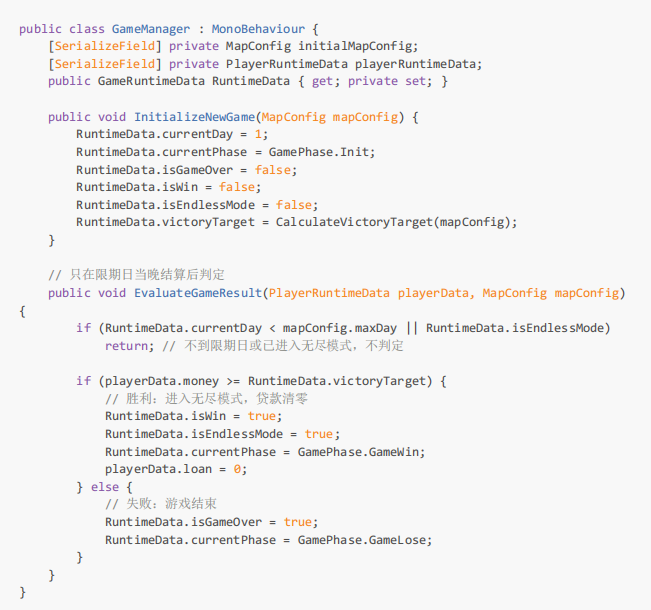 public class GameManager : MonoBehaviour {
    [SerializeField] private MapConfig initialMapConfig;
    [SerializeField] private PlayerRuntimeData playerRuntimeData;
    public GameRuntimeData RuntimeData { get; private set; }

    public void InitializeNewGame(MapConfig mapConfig) {
        RuntimeData.currentDay = 1;
        RuntimeData.currentPhase = GamePhase.Init;
        RuntimeData.isGameOver = false;
        RuntimeData.isWin = false;
        RuntimeData.isEndlessMode = false;
        RuntimeData.victoryTarget = CalculateVictoryTarget(mapConfig);
    }

    // 只在限期日当晚结算后判定
    public void EvaluateGameResult(PlayerRuntimeData playerData, MapConfig mapConfig)
{
        if (RuntimeData.currentDay < mapConfig.maxDay || RuntimeData.isEndlessMode)
            return; // 不到限期日或已进入无尽模式，不判定

        if (playerData.money >= RuntimeData.victoryTarget) {
            // 胜利：进入无尽模式，贷款清零
            RuntimeData.isWin = true;
            RuntimeData.isEndlessMode = true;
            RuntimeData.currentPhase = GamePhase.GameWin;
            playerData.loan = 0;
        } else {
            // 失败：游戏结束
            RuntimeData.isGameOver = true;
            RuntimeData.currentPhase = GamePhase.GameLose;
        }
    }
}